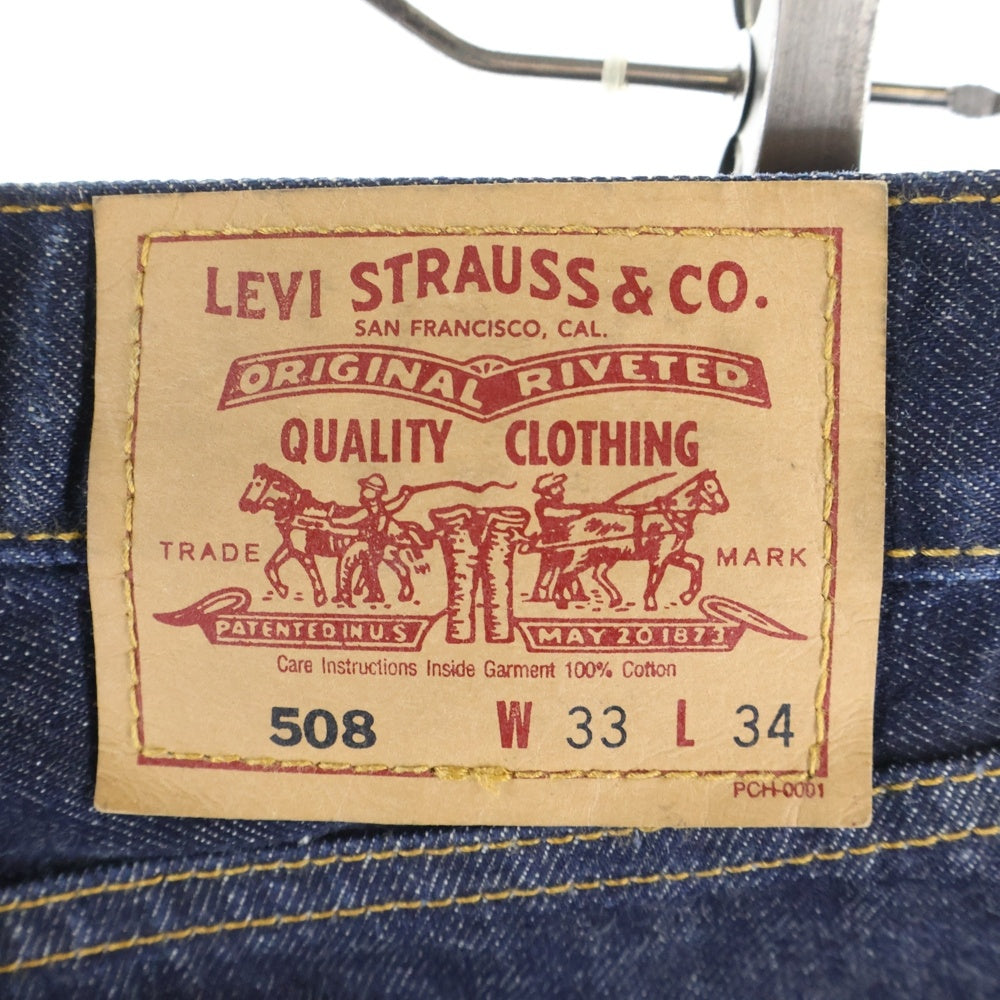 LEVI STRAUSS & CO.
SAN FRANCISCO, CAL.
ORIGINAL RIVETED
QUALITY CLOTHING
TRADE MARK
PATENTED IN U.S MAY 20 1873
Care Instructions Inside Garment 100% Cotton
508 W 33 L 34
PCH-0001